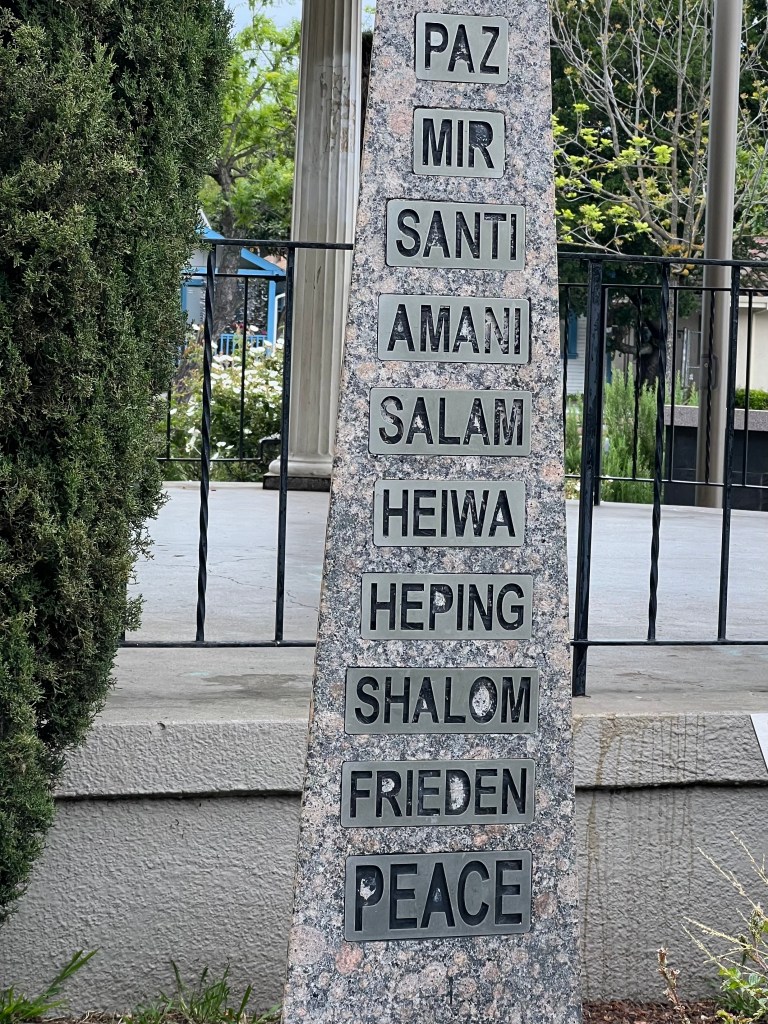 PAZ
MIR
SANTI
AMANI
SALAM
HEIWA
HEPING
SHALOM
FRIEDEN
PEACE